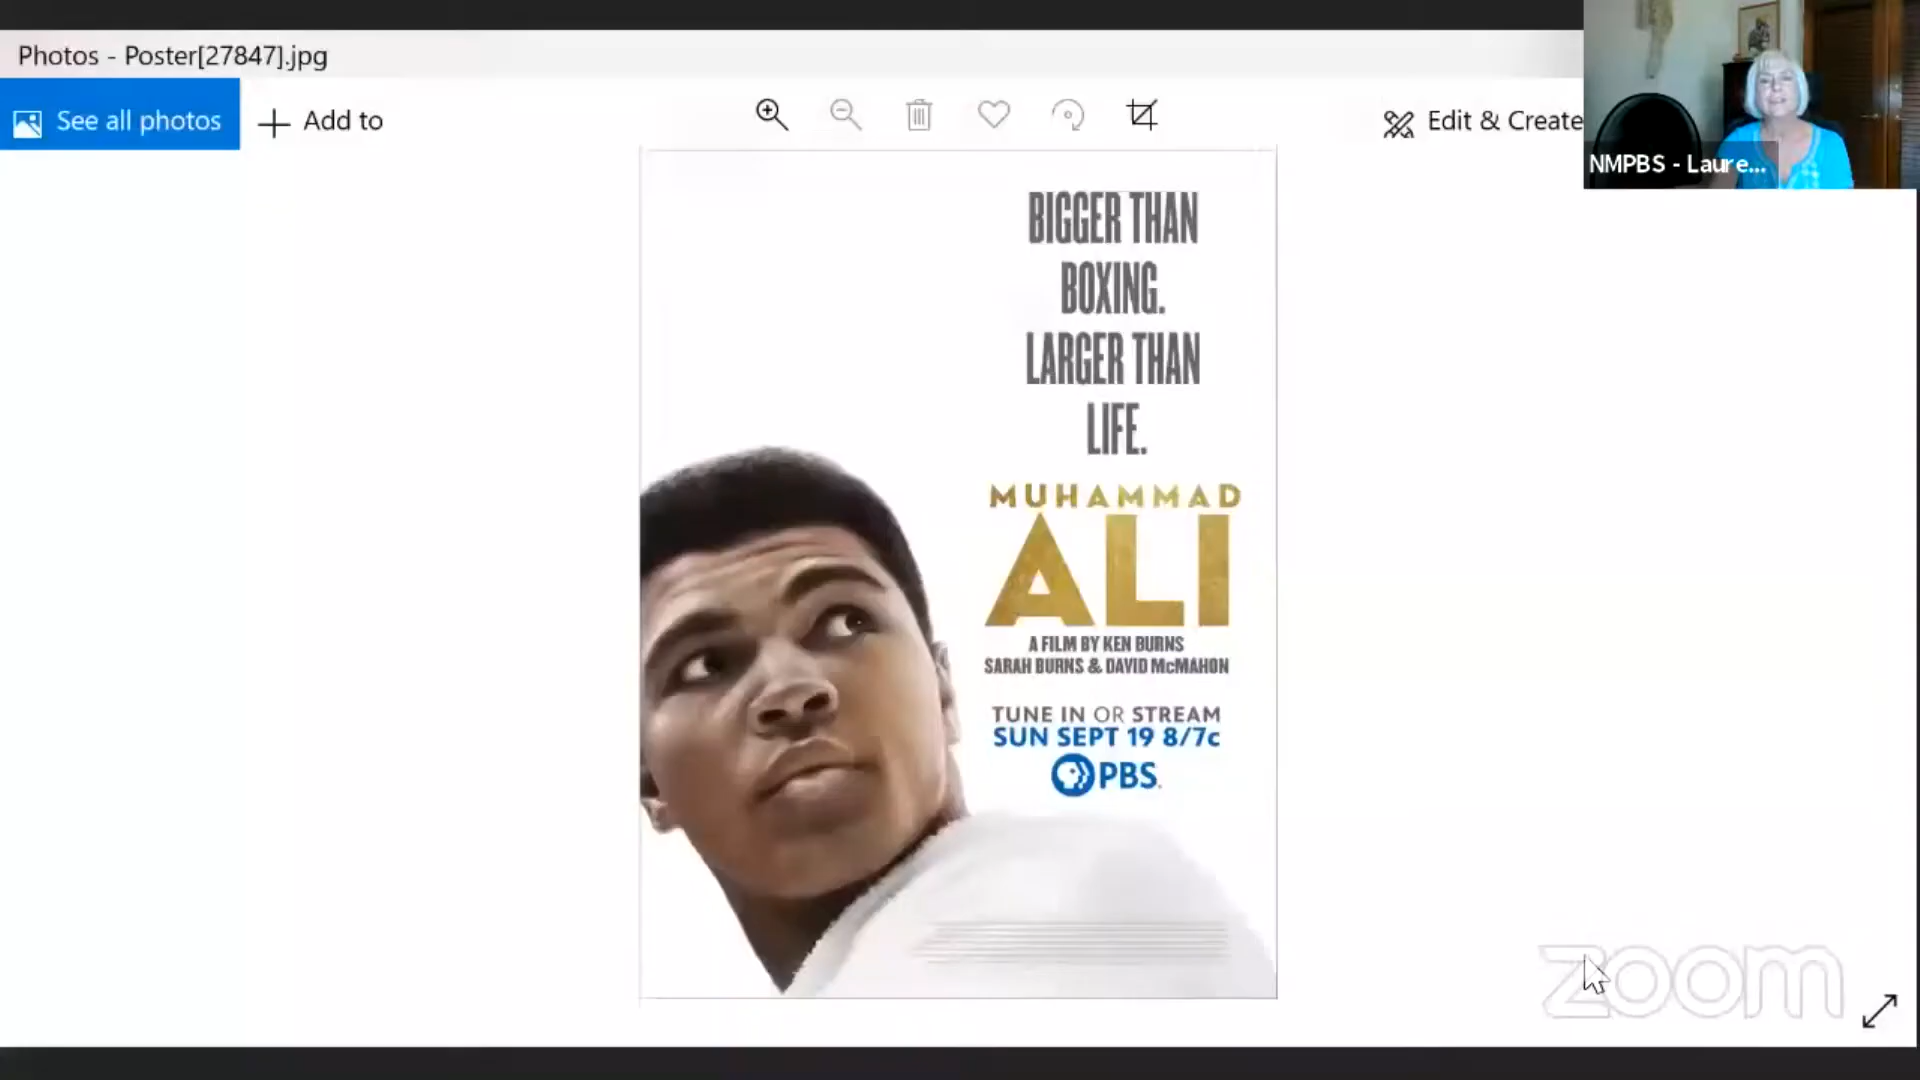 Photos - Poster[27847].jpg
See all photos
Add to
Edit & Create
NMPBS - Laure...
BIGGER THAN
BOXING.
LARGER THAN
LIFE.
MUHAMMAD
ALI
A FILM BY KEN BURNS
SARAH BURNS & DAVID McMAHON
TUNE IN OR STREAM
SUN SEPT 19 8/7c
PBS.
zoom